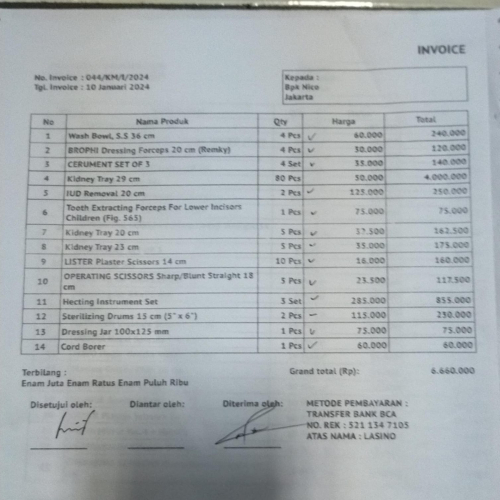 INVOICE
No. Invoice : 044/KM/I/2024
Tgl. Invoice : 10 Januari 2024
Kepada :
Bpk Nico
Jakarta
No Nama Produk Qty Harga Total
1 Wash Bowl, S.S 36 cm 4 Pcs 60.000 240.000
2 BROPHI Dressing Forceps 20 cm (Remky) 4 Pcs 30.000 120.000
3 CERUMENT SET OF 3 4 Set 35.000 140.000
4 Kidney Tray 29 cm 80 Pcs 50.000 4.000.000
5 IUD Removal 20 cm 2 Pcs 125.000 250.000
6 Tooth Extracting Forceps For Lower Incisors
Children (Fig. 565) 1 Pcs 75.000 75.000
7 Kidney Tray 20 cm 5 Pcs 37.500 162.500
8 Kidney Tray 23 cm 5 Pcs 35.000 175.000
9 LISTER Plaster Scissors 14 cm 10 Pcs 16.000 160.000
10 OPERATING SCISSORS Sharp/Blunt Straight 18
cm 5 Pcs 23.500 117.500
11 Hecting Instrument Set 3 Set 285.000 855.000
12 Sterilizing Drums 15 cm (5" x 6") 2 Pcs 115.000 230.000
13 Dressing Jar 100x125 mm 1 Pcs 75.000 75.000
14 Cord Borer 1 Pcs 60.000 60.000
Terbilang :
Enam Juta Enam Ratus Enam Puluh Ribu
Grand total (Rp): 6.660.000
Disetujui oleh: Diantar oleh: Diterima oleh:
METODE PEMBAYARAN :
TRANSFER BANK BCA
NO. REK : 521 134 7105
ATAS NAMA : LASINO